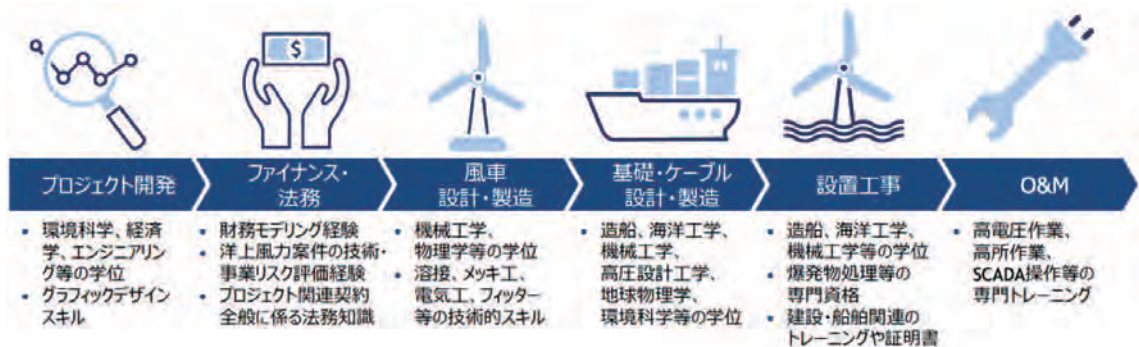 $
プロジェクト開発
ファイナンス・
法務
風車
設計・製造
基礎・ケーブル
設計・製造
設置工事
O&M
• 環境科学、経済
学、エンジニアリン
グ等の学位
• グラフィックデザイン
スキル
• 財務モデリング経験
• 洋上風力案件の技術・
事業リスク評価経験
• プロジェクト関連契約
全般に係る法務知識
• 機械工学、
物理学等の学位
• 溶接、メッキ工、
電気工、フィッター
等の技術的スキル
• 造船、海洋工学、
機械工学、
高圧設計工学、
地球物理学、
環境科学等の学位
• 造船、海洋工学、
機械工学等の学位
• 爆発物処理等の
専門資格
• 建設・船舶関連の
トレーニングや証明書
• 高電圧作業、
高所作業、
SCADA操作等の
専門トレーニング